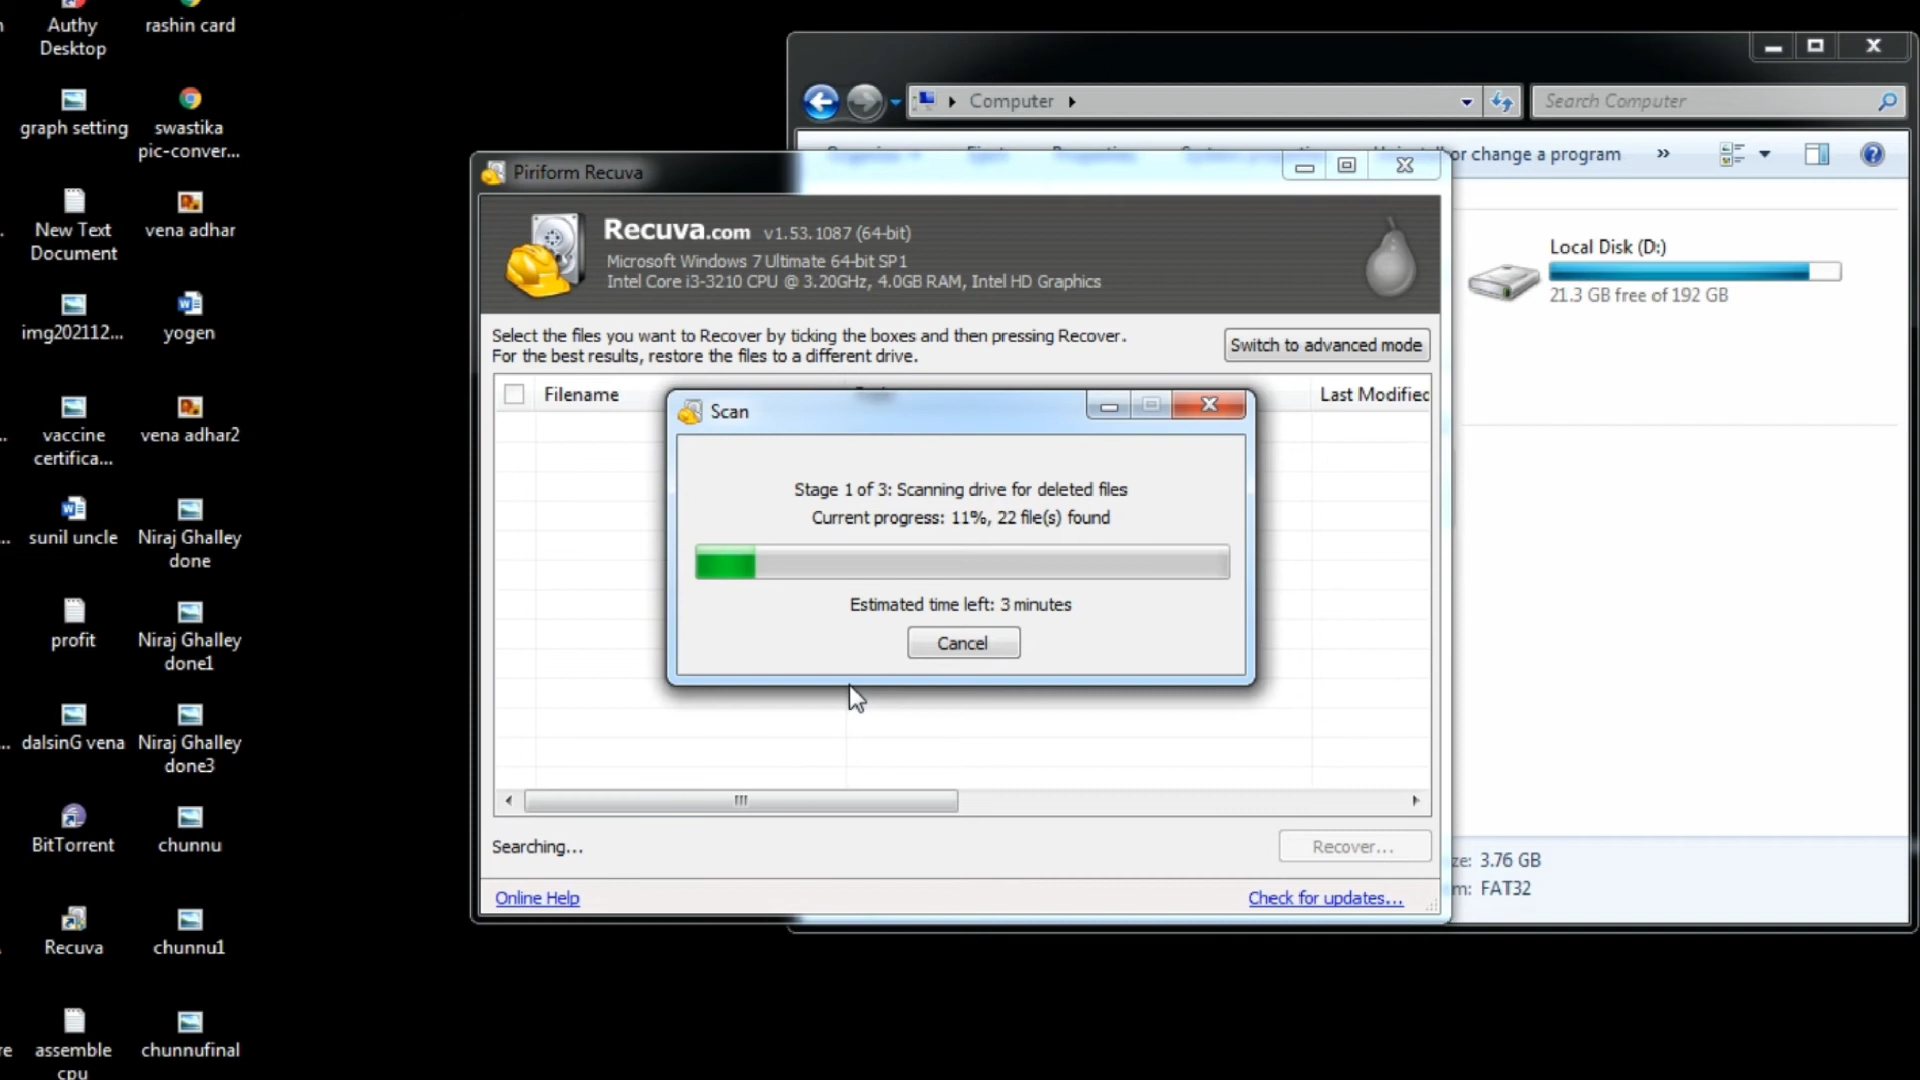 Authy
Desktop
rashin card
graph setting
swastika
pic-conver...
New Text
Document
vena adhar
img202112...
yogen
vaccine
certifica...
vena adhar2
sunil uncle
Niraj Ghalley
done
profit
Niraj Ghalley
done1
dalsinG vena
Niraj Ghalley
done3
BitTorrent
chunnu
Recuva
chunnu1
assemble
cpu
chunnufinal
Computer
Search Computer
or change a program
Local Disk (D:)
21.3 GB free of 192 GB
3.76 GB
FAT32
Piriform Recuva
Recuva.com v1.53.1087 (64-bit)
Microsoft Windows 7 Ultimate 64-bit SP1
Intel Core i3-3210 CPU @ 3.20GHz, 4.0GB RAM, Intel HD Graphics
Select the files you want to Recover by ticking the boxes and then pressing Recover.
For the best results, restore the files to a different drive.
Switch to advanced mode
Filename
Last Modified
Scan
Stage 1 of 3: Scanning drive for deleted files
Current progress: 11%, 22 file(s) found
Estimated time left: 3 minutes
Cancel
Searching...
Recover...
Online Help
Check for updates...